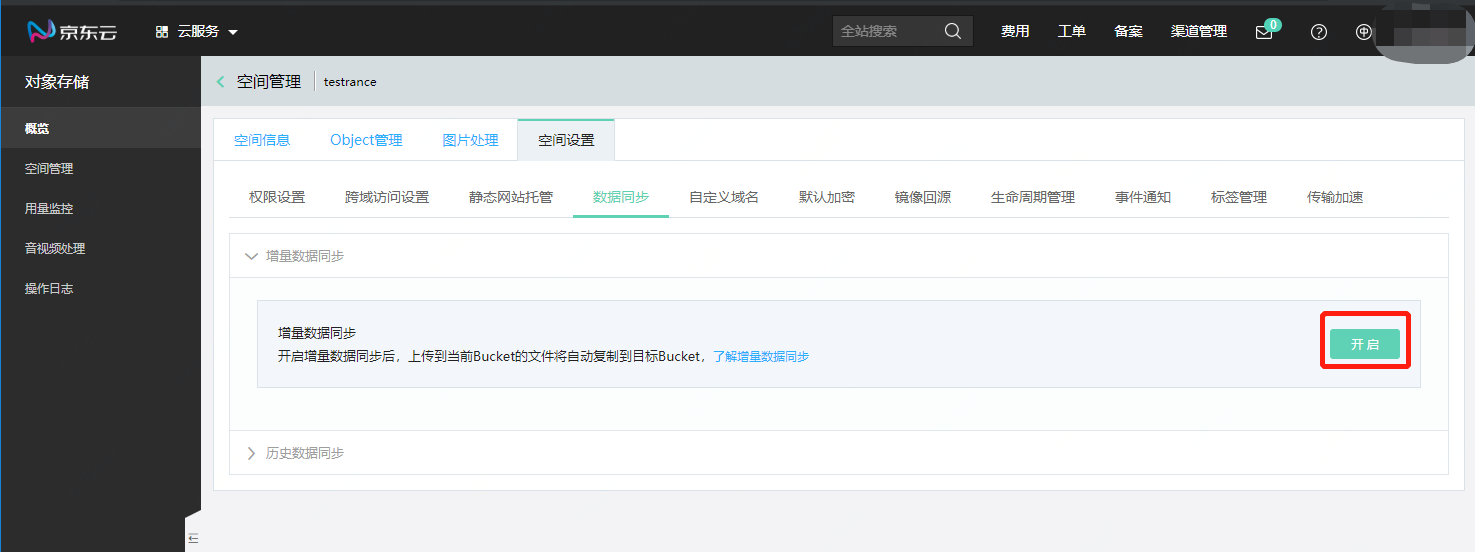 京东云
云服务
全站搜索
费用
工单
备案
渠道管理
0
中
对象存储
概览
空间管理
用量监控
音视频处理
操作日志
空间管理
testrance
空间信息
Object管理
图片处理
空间设置
权限设置
跨域访问设置
静态网站托管
数据同步
自定义域名
默认加密
镜像回源
生命周期管理
事件通知
标签管理
传输加速
增量数据同步
增量数据同步
开启增量数据同步后，上传到当前Bucket的文件将自动复制到目标Bucket，了解增量数据同步
开启
历史数据同步